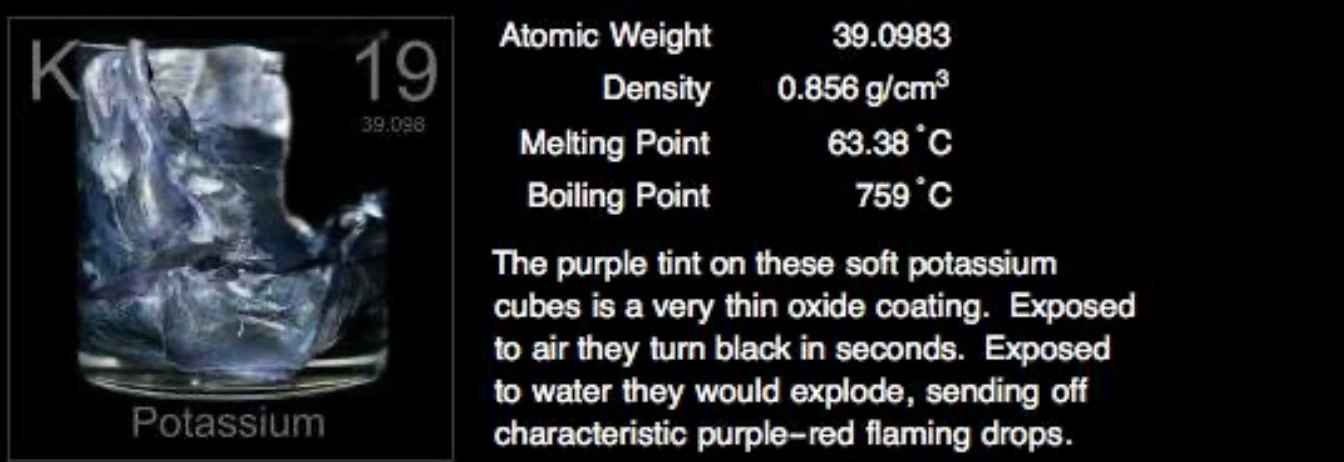 K 19
39.098
Potassium
Atomic Weight 39.0983
Density 0.856 g/cm³
Melting Point 63.38 °C
Boiling Point 759 °C
The purple tint on these soft potassium
cubes is a very thin oxide coating. Exposed
to air they turn black in seconds. Exposed
to water they would explode, sending off
characteristic purple–red flaming drops.